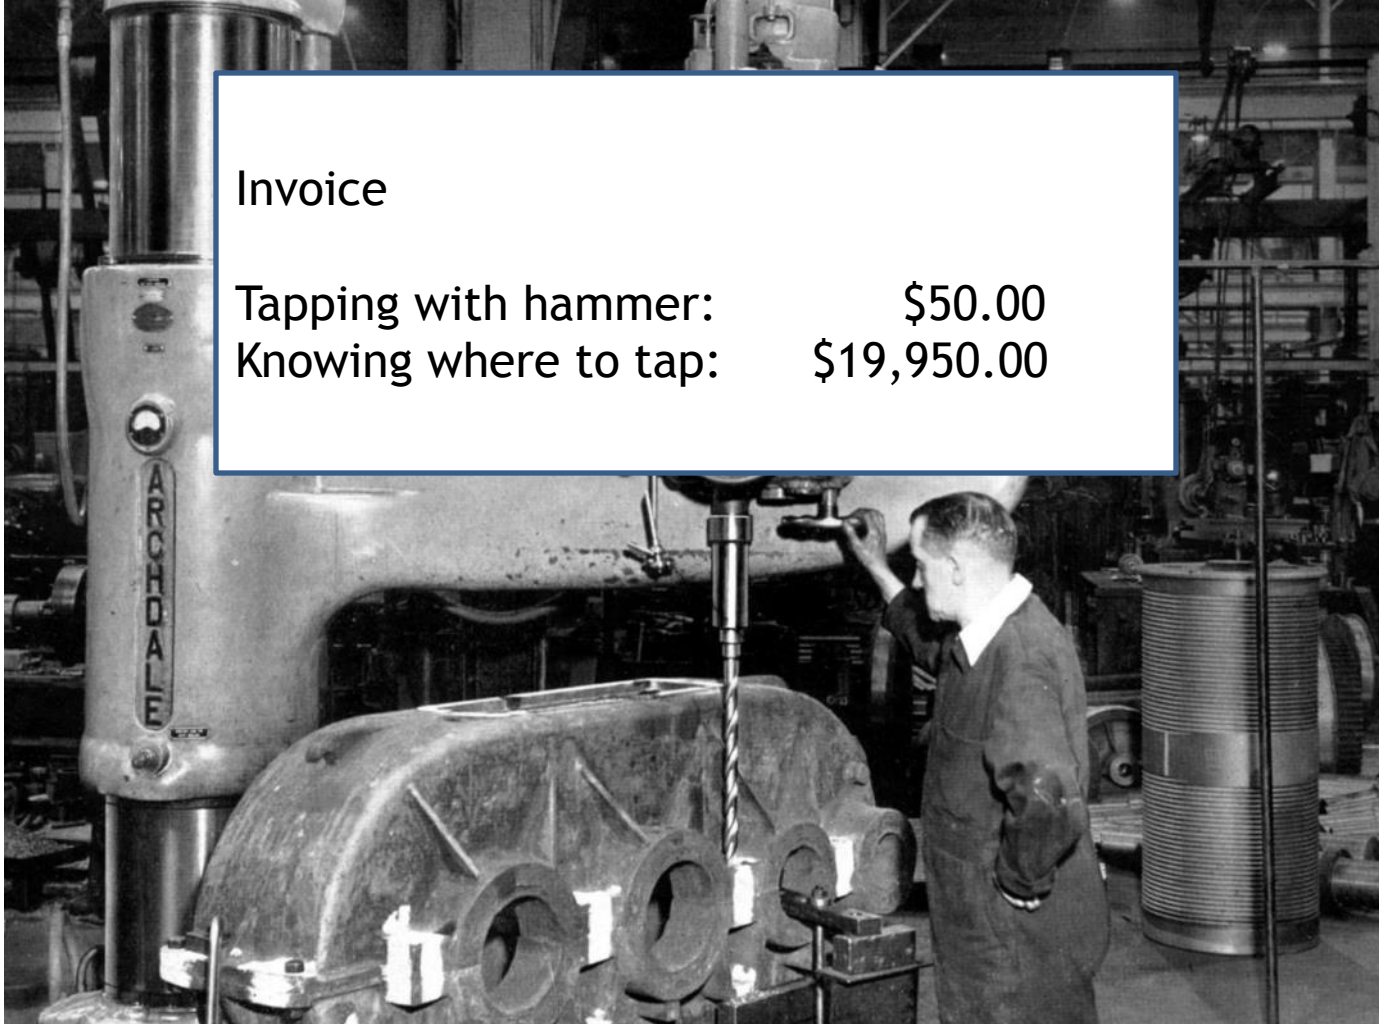 Invoice
Tapping with hammer: $50.00
Knowing where to tap: $19,950.00
ARCHDALE